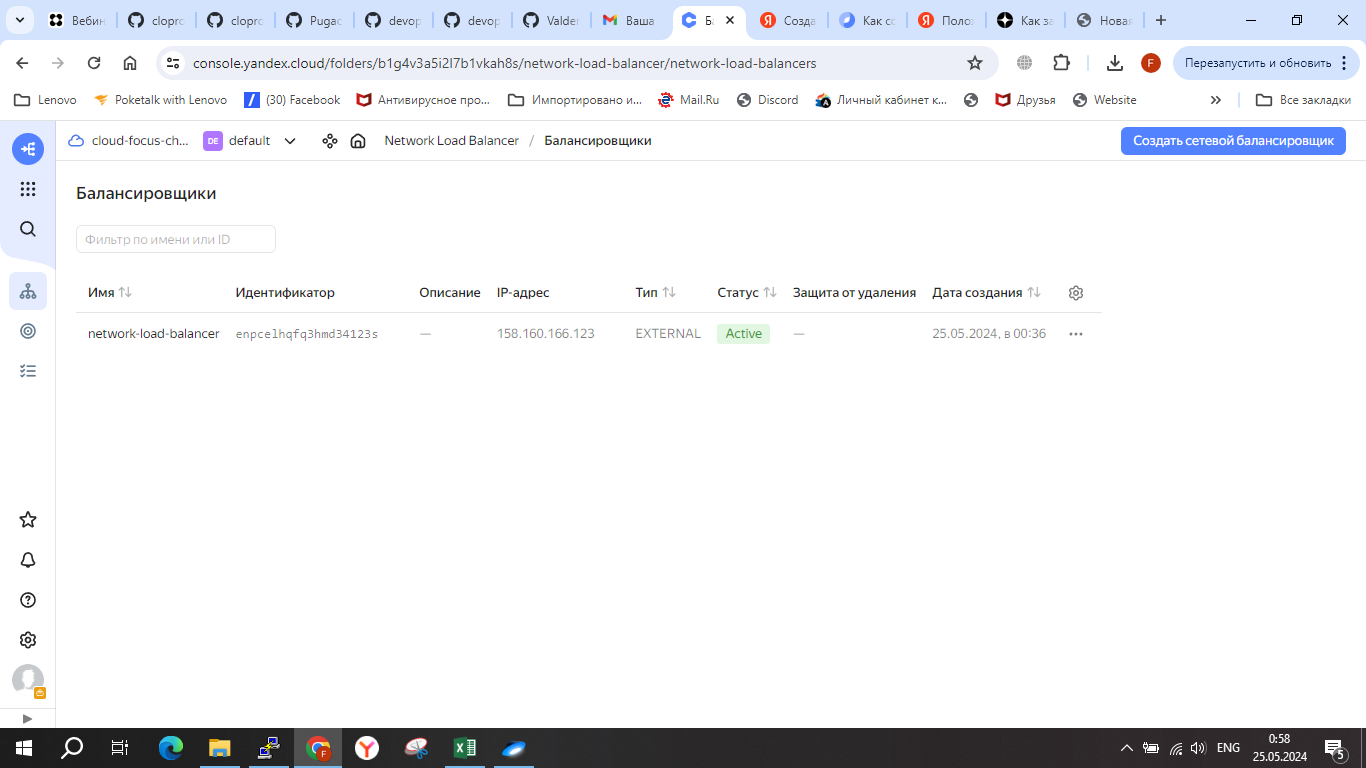 Вебин
clopro
clopro
Pugac
devop
devop
Valder
Ваша
Ба
Созда
Как со
Поло
Как за
Новая
console.yandex.cloud/folders/b1g4v3a5i2l7b1vkah8s/network-load-balancer/network-load-balancers
F
Перезапустить и обновить
Lenovo
Poketalk with Lenovo
(30) Facebook
Антивирусное про...
Импортировано и...
Mail.Ru
Discord
Личный кабинет к...
Друзья
Website
Все закладки
cloud-focus-ch...
DE
default
Network Load Balancer / Балансировщики
Создать сетевой балансировщик
Балансировщики
Фильтр по имени или ID
Имя Идентификатор Описание IP-адрес Тип Статус Защита от удаления Дата создания
network-load-balancer enpcelhqfq3hmd34123s — 158.160.166.123 EXTERNAL Active — 25.05.2024, в 00:36
ENG
0:58
25.05.2024
5